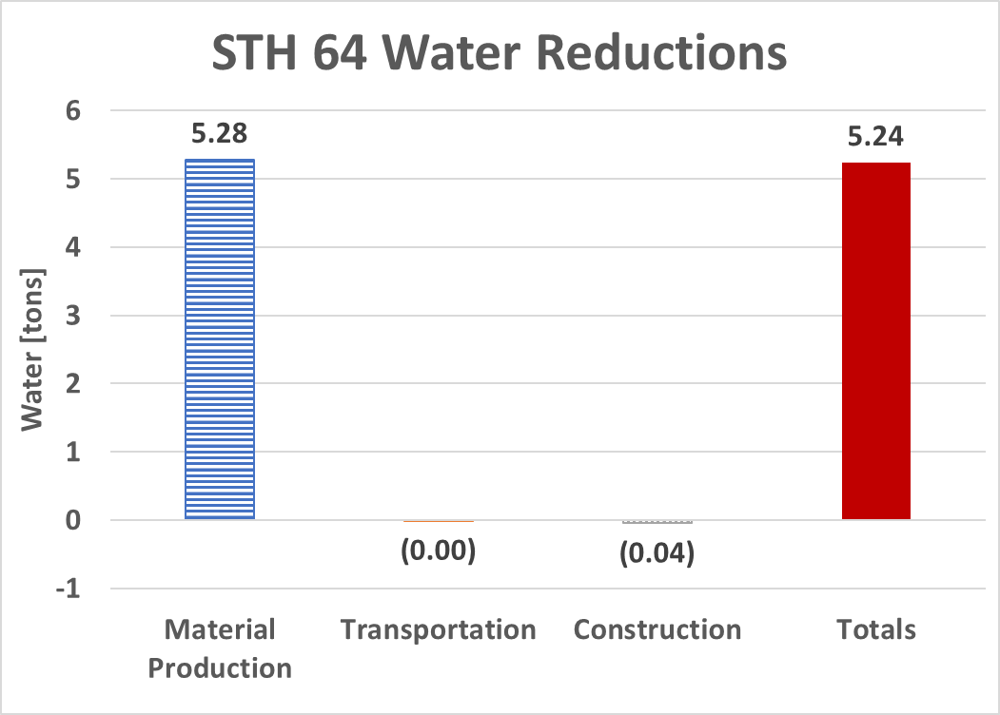 STH 64 Water Reductions
6
5
4
3
2
1
0
-1
Water [tons]
5.28
(0.00)
(0.04)
5.24
Material
Production
Transportation
Construction
Totals